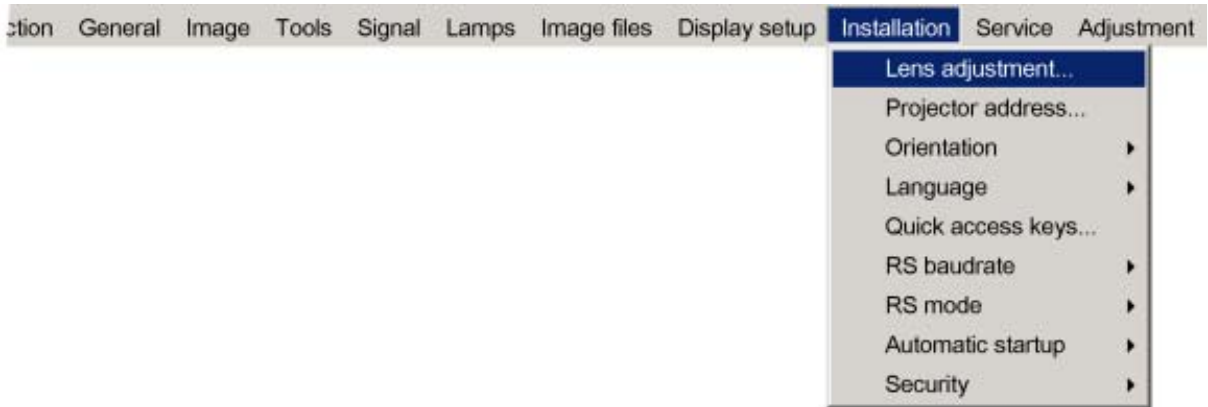 ction General Image Tools Signal Lamps Image files Display setup Installation Service Adjustment
Lens adjustment...
Projector address...
Orientation
Language
Quick access keys...
RS baudrate
RS mode
Automatic startup
Security